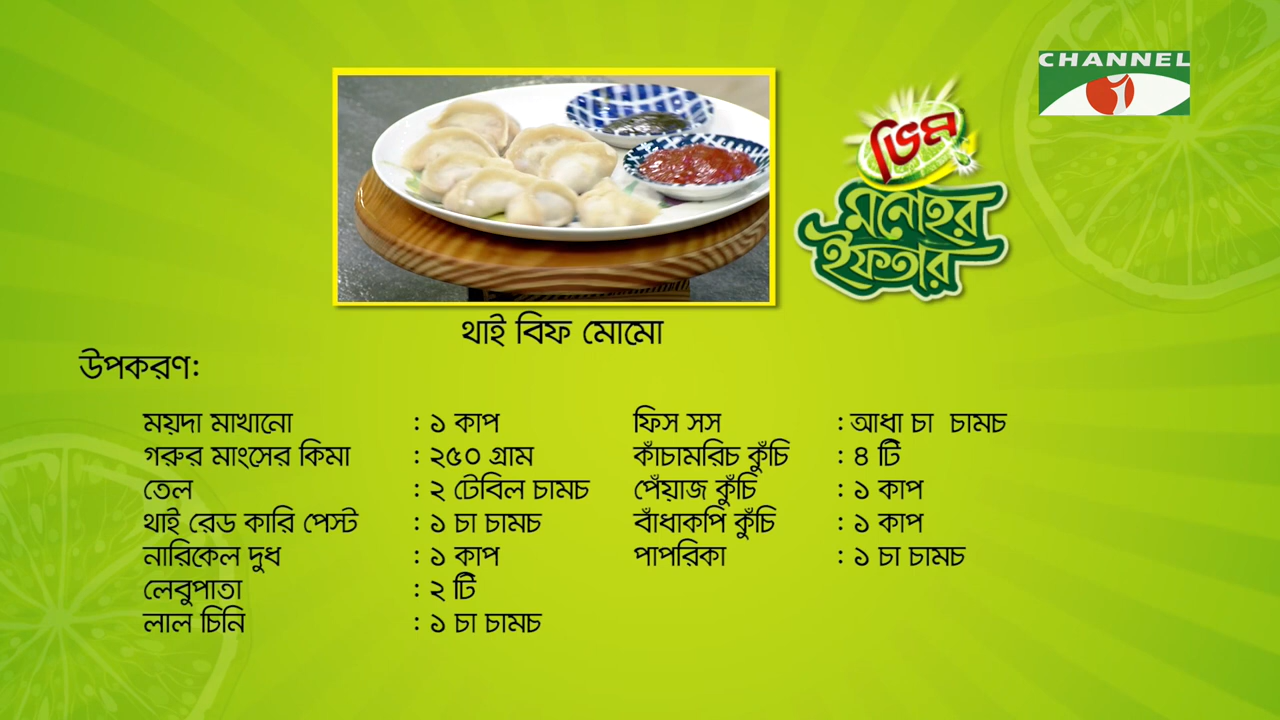 CHANNEL
i
ভিম
মনোহর
ইফতার
থাই বিফ মোমো
উপকরণ:
ময়দা মাখানো : ১ কাপ
গরুর মাংসের কিমা : ২৫০ গ্রাম
তেল : ২ টেবিল চামচ
থাই রেড কারি পেস্ট : ১ চা চামচ
নারিকেল দুধ : ১ কাপ
লেবুপাতা : ২ টি
লাল চিনি : ১ চা চামচ
ফিস সস : আধা চা চামচ
কাঁচামরিচ কুঁচি : ৪ টি
পেঁয়াজ কুঁচি : ১ কাপ
বাঁধাকপি কুঁচি : ১ কাপ
পাপরিকা : ১ চা চামচ